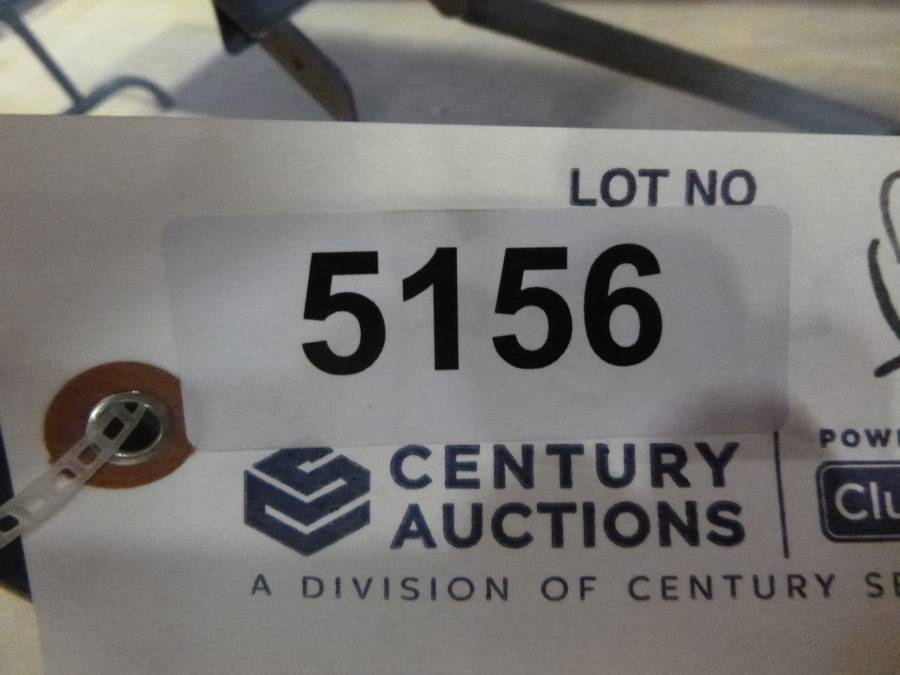 LOT NO
5156
CENTURY
AUCTIONS
A DIVISION OF CENTURY